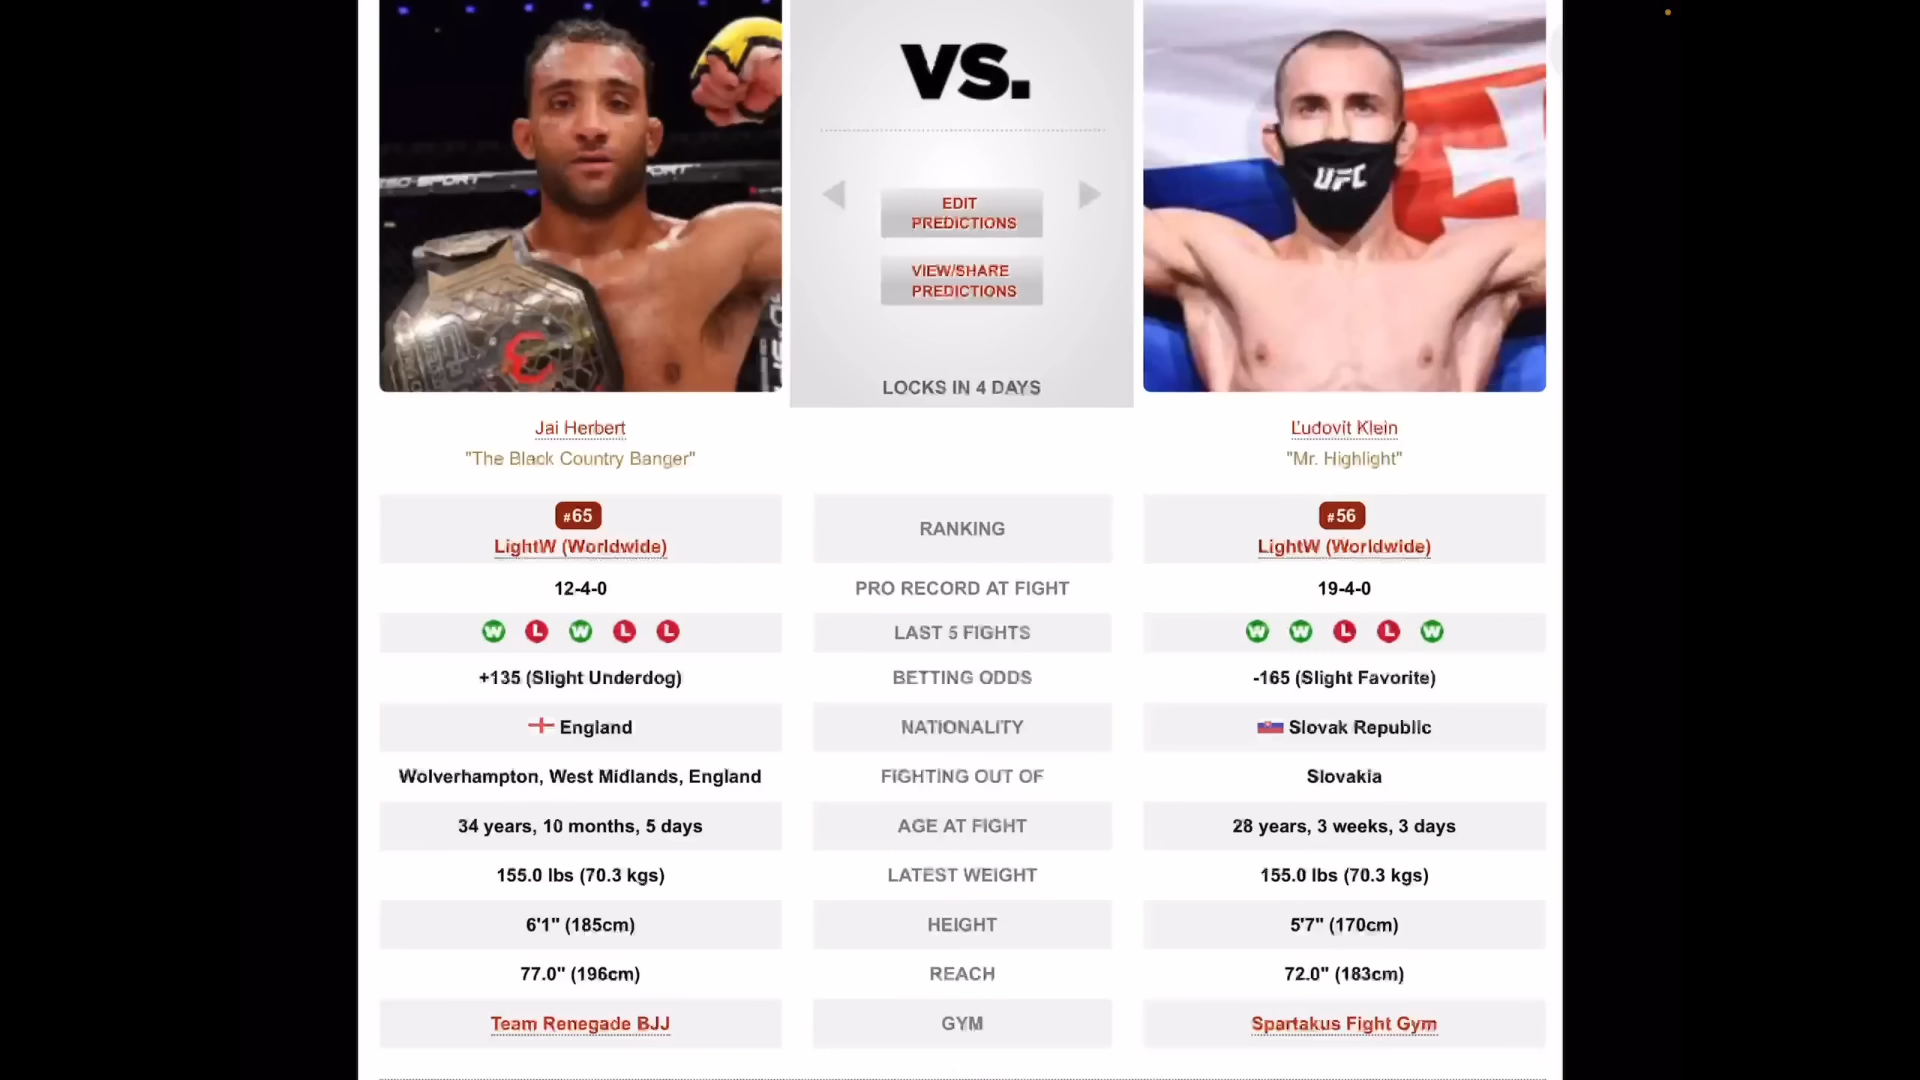 VS.
EDIT
PREDICTIONS
VIEW/SHARE
PREDICTIONS
LOCKS IN 4 DAYS
UFC
Jai Herbert
Ľudovít Klein
"The Black Country Banger"
"Mr. Highlight"
#65
LightW (Worldwide)
RANKING
#56
LightW (Worldwide)
12-4-0
PRO RECORD AT FIGHT
19-4-0
W L W L L
LAST 5 FIGHTS
W W L L W
+135 (Slight Underdog)
BETTING ODDS
-165 (Slight Favorite)
England
NATIONALITY
Slovak Republic
Wolverhampton, West Midlands, England
FIGHTING OUT OF
Slovakia
34 years, 10 months, 5 days
AGE AT FIGHT
28 years, 3 weeks, 3 days
155.0 lbs (70.3 kgs)
LATEST WEIGHT
155.0 lbs (70.3 kgs)
6'1" (185cm)
HEIGHT
5'7" (170cm)
77.0" (196cm)
REACH
72.0" (183cm)
Team Renegade BJJ
GYM
Spartakus Fight Gym